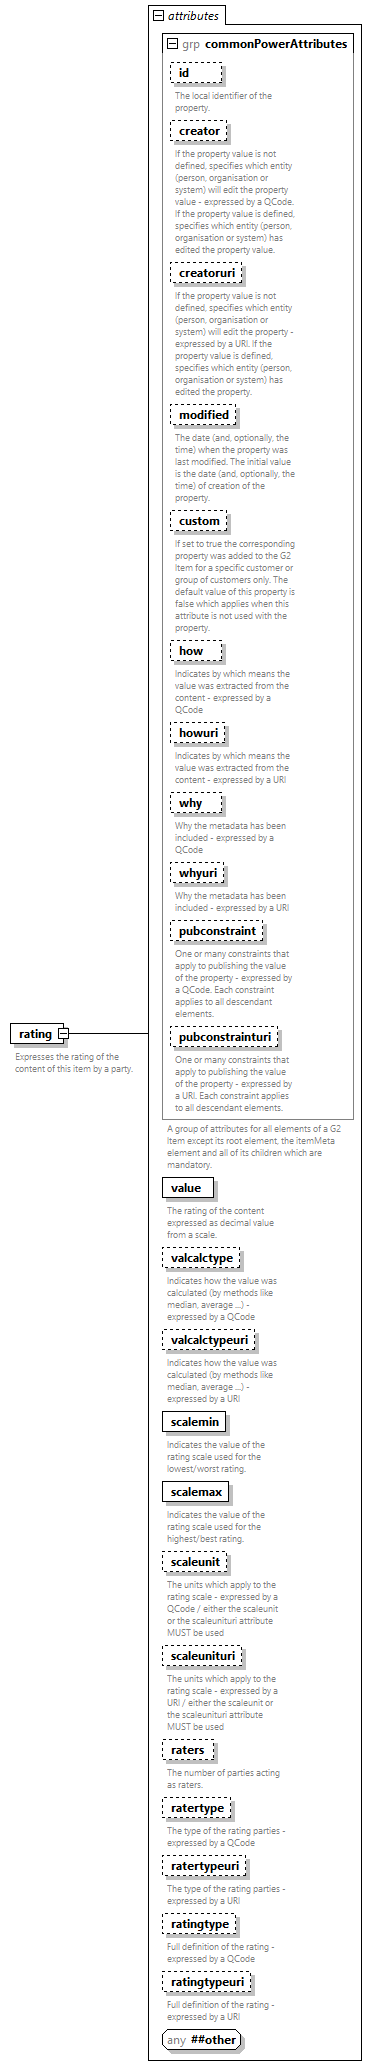 attributes
grp commonPowerAttributes
id
The local identifier of the
property.
creator
If the property value is not
defined, specifies which entity
(person, organisation or
system) will edit the property
value - expressed by a QCode.
If the property value is defined,
specifies which entity (person,
organisation or system) has
edited the property value.
creatoruri
If the property value is not
defined, specifies which entity
(person, organisation or
system) will edit the property -
expressed by a URI. If the
property value is defined,
specifies which entity (person,
organisation or system) has
edited the property.
modified
The date (and, optionally, the
time) when the property was
last modified. The initial value
is the date (and, optionally, the
time) of creation of the
property.
custom
If set to true the corresponding
property was added to the G2
Item for a specific customer or
group of customers only. The
default value of this property is
false which applies when this
attribute is not used with the
property.
how
Indicates by which means the
value was extracted from the
content - expressed by a
QCode
howuri
Indicates by which means the
value was extracted from the
content - expressed by a URI
why
Why the metadata has been
included - expressed by a
QCode
whyuri
Why the metadata has been
included - expressed by a URI
pubconstraint
One or many constraints that
apply to publishing the value
of the property - expressed by
a QCode. Each constraint
applies to all descendant
elements.
pubconstrainturi
One or many constraints that
apply to publishing the value
of the property - expressed by
a URI. Each constraint applies
to all descendant elements.
rating
Expresses the rating of the
content of this item by a party.
A group of attributes for all elements of a G2
Item except its root element, the itemMeta
element and all of its children which are
mandatory.
value
The rating of the content
expressed as decimal value
from a scale.
valcalctype
Indicates how the value was
calculated (by methods like
median, average ...) -
expressed by a QCode
valcalctypeuri
Indicates how the value was
calculated (by methods like
median, average ...) -
expressed by a URI
scalemin
Indicates the value of the
rating scale used for the
lowest/worst rating.
scalemax
Indicates the value of the
rating scale used for the
highest/best rating.
scaleunit
The units which apply to the
rating scale - expressed by a
QCode / either the scaleunit
or the scaleunituri attribute
MUST be used
scaleunituri
The units which apply to the
rating scale - expressed by a
URI / either the scaleunit or
the scaleunituri attribute
MUST be used
raters
The number of parties acting
as raters.
ratertype
The type of the rating parties -
expressed by a QCode
ratertypeuri
The type of the rating parties -
expressed by a URI
ratingtype
Full definition of the rating -
expressed by a QCode
ratingtypeuri
Full definition of the rating -
expressed by a URI
any ##other